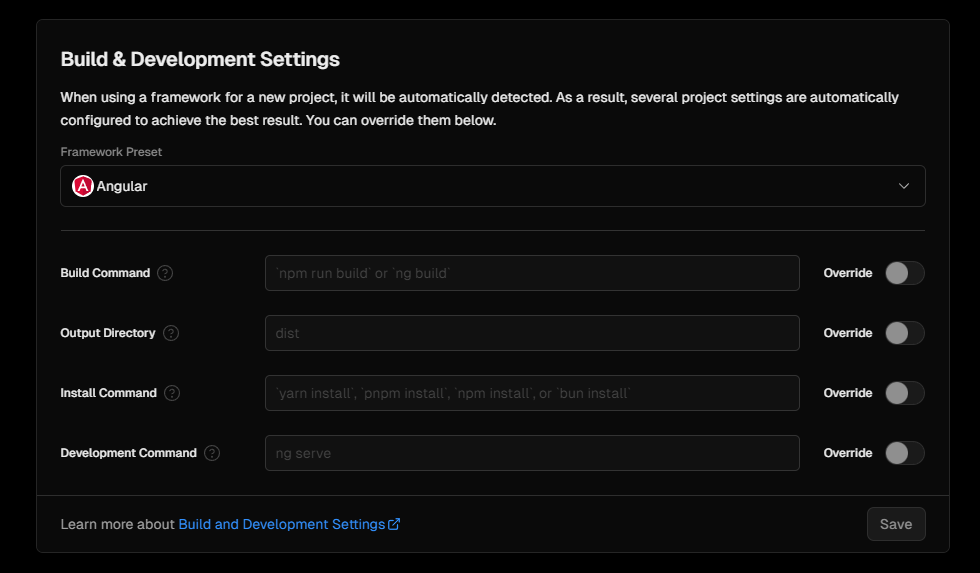 Build & Development Settings
When using a framework for a new project, it will be automatically detected. As a result, several project settings are automatically
configured to achieve the best result. You can override them below.
Framework Preset
A Angular
Build Command ? `npm run build` or `ng build` Override
Output Directory ? dist Override
Install Command ? `yarn install`, `pnpm install`, `npm install`, or `bun install` Override
Development Command ? ng serve Override
Learn more about Build and Development Settings Save